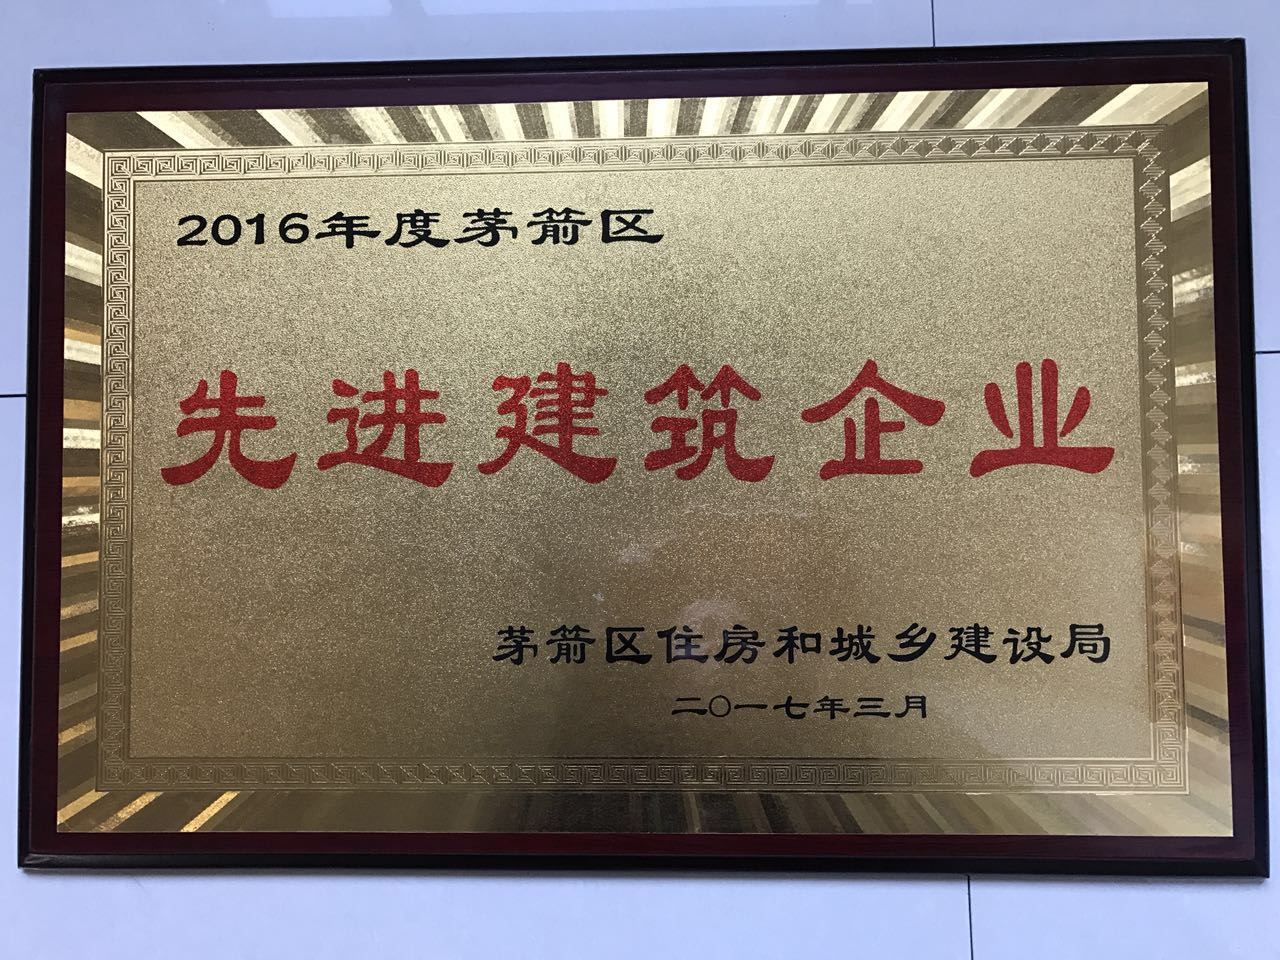 2016年度茅箭区
先进建筑企业
茅箭区住房和城乡建设局
二〇一七年三月